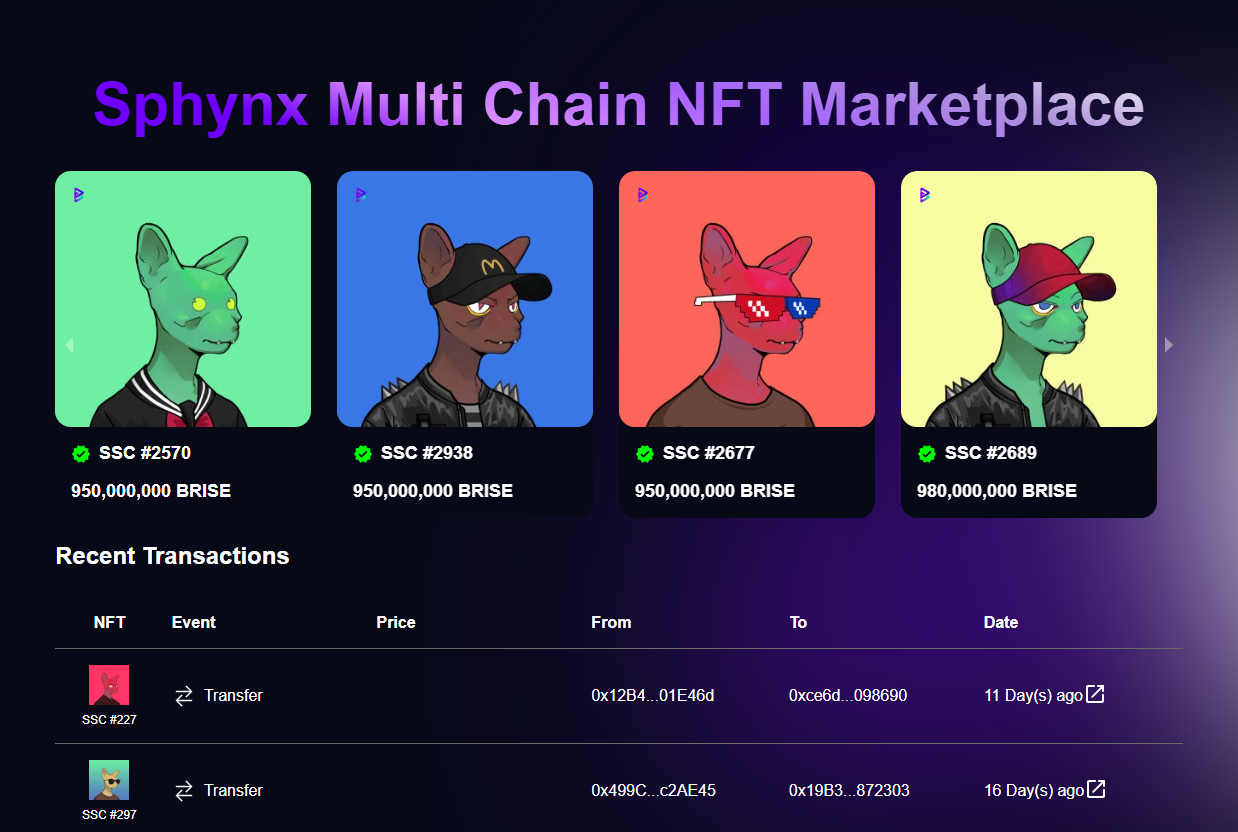 Sphynx Multi Chain NFT Marketplace
SSC #2570
SSC #2938
SSC #2677
SSC #2689
950,000,000 BRISE
950,000,000 BRISE
950,000,000 BRISE
980,000,000 BRISE
Recent Transactions
NFT Event Price From To Date
Transfer 0x12B4...01E46d 0xce6d...098690 11 Day(s) ago
SSC #227
Transfer 0x499C...c2AE45 0x19B3...872303 16 Day(s) ago
SSC #297